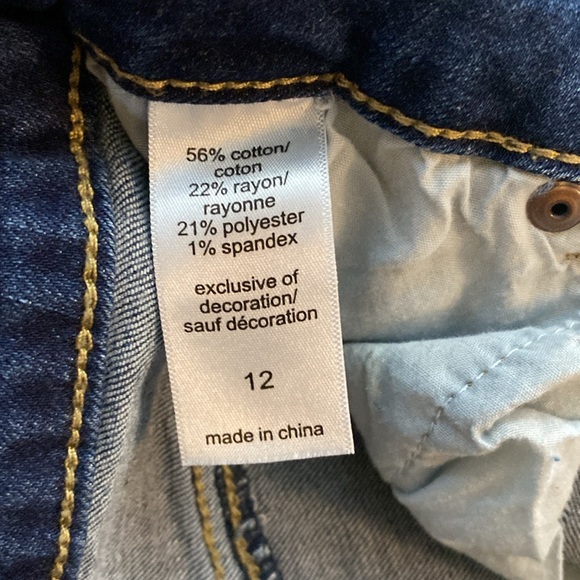 56% cotton/
coton
22% rayon/
rayonne
21% polyester
1% spandex
exclusive of
decoration/
sauf décoration
12
made in china